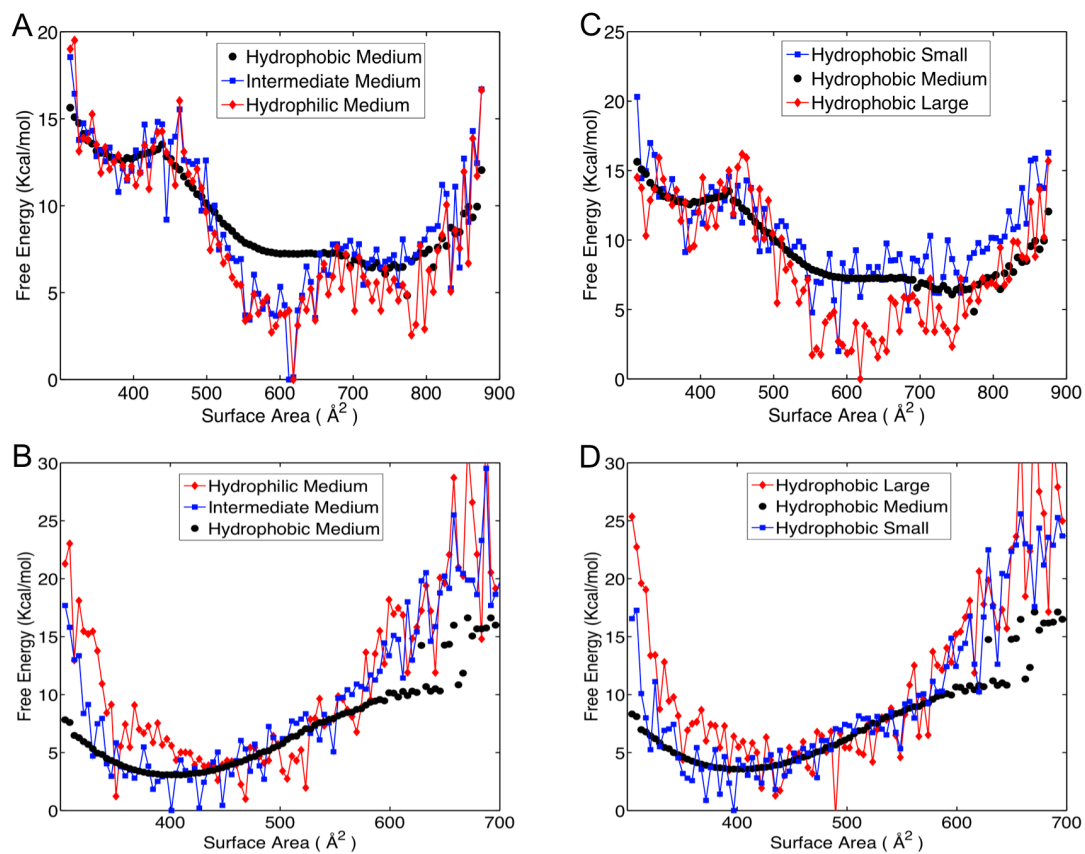 A
20
15
10
5
0
Free Energy (Kcal/mol)
Hydrophobic Medium
Intermediate Medium
Hydrophilic Medium
400 500 600 700 800 900
Surface Area ( Å²)
C
25
20
15
10
5
0
Free Energy (Kcal/mol)
Hydrophobic Small
Hydrophobic Medium
Hydrophobic Large
400 500 600 700 800 900
Surface Area ( Å²)
B
30
25
20
15
10
5
0
Free Energy (Kcal/mol)
Hydrophilic Medium
Intermediate Medium
Hydrophobic Medium
400 500 600 700
Surface Area ( Å²)
D
30
25
20
15
10
5
0
Free Energy (Kcal/mol)
Hydrophobic Large
Hydrophobic Medium
Hydrophobic Small
400 500 600 700
Surface Area ( Å²)